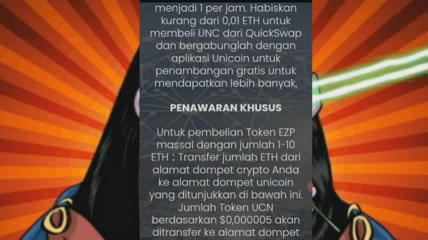 menjadi 1 per jam. Habiskan
kurang dari 0,01 ETH untuk
membeli UNC dari QuickSwap
dan bergabunglah dengan
aplikasi Unicoin untuk
penambangan gratis untuk
mendapatkan lebih banyak,
PENAWARAN KHUSUS
Untuk pembelian Token EZP
massal dengan jumlah 1-10
ETH : Transfer jumlah ETH dari
alamat dompet crypto Anda
ke alamat dompet unicoin
yang ditunjukkan di bawah ini.
Jumlah Token UCN
berdasarkan $0,000005 akan
ditransfer ke alamat dompet